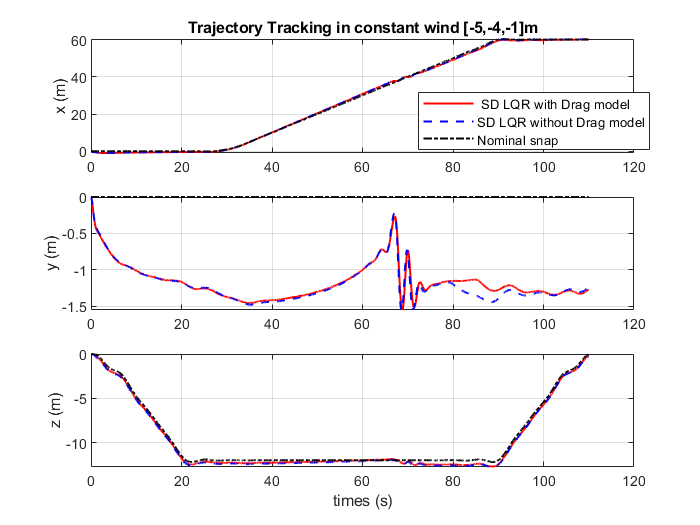 Trajectory Tracking in constant wind [-5,-4,-1]m
60
40
20
0
x (m)
SD LQR with Drag model
SD LQR without Drag model
Nominal snap
0 20 40 60 80 100 120
0
-0.5
-1
-1.5
y (m)
0 20 40 60 80 100 120
0
-5
-10
z (m)
0 20 40 60 80 100 120
times (s)